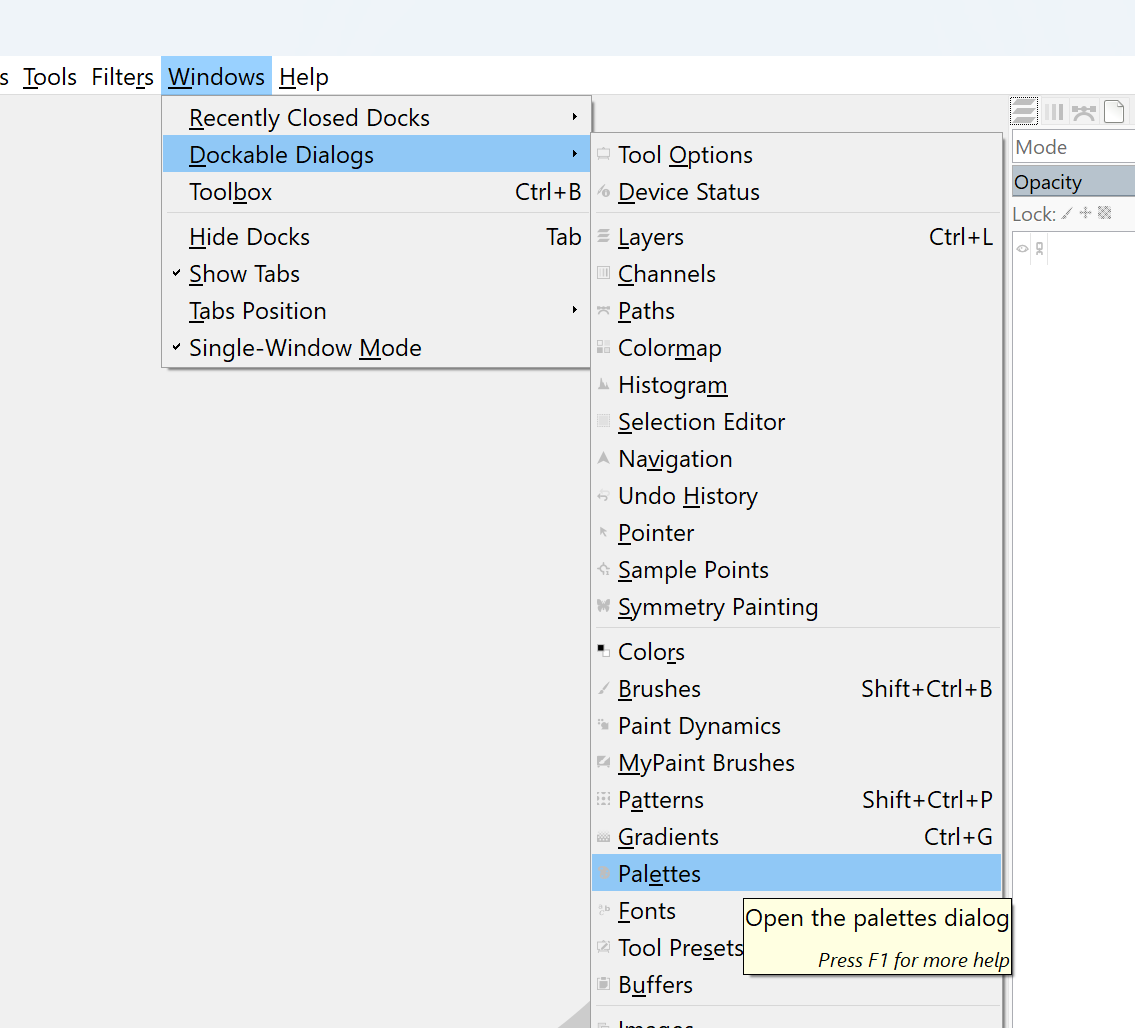 s Tools Filters Windows Help
Recently Closed Docks
Dockable Dialogs
Toolbox Ctrl+B
Hide Docks Tab
Show Tabs
Tabs Position
Single-Window Mode
Tool Options
Device Status
Layers Ctrl+L
Channels
Paths
Colormap
Histogram
Selection Editor
Navigation
Undo History
Pointer
Sample Points
Symmetry Painting
Colors
Brushes Shift+Ctrl+B
Paint Dynamics
MyPaint Brushes
Patterns Shift+Ctrl+P
Gradients Ctrl+G
Palettes
Fonts
Tool Presets
Buffers
Images
Open the palettes dialog
Press F1 for more help
Mode
Opacity
Lock: